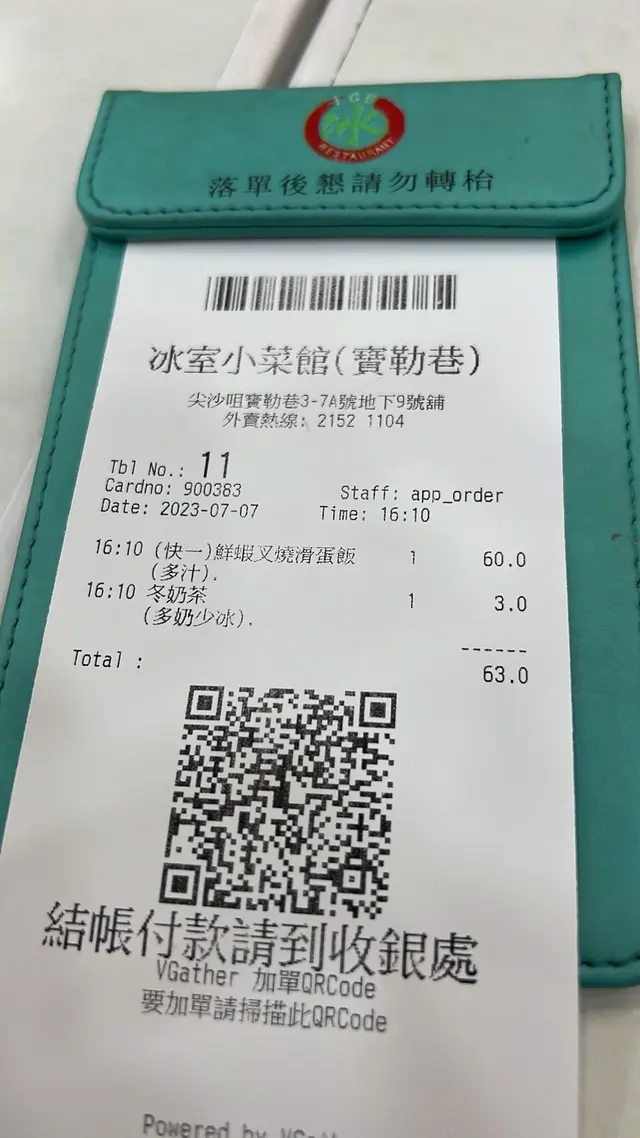 冰
RESTAURANT
落單後懇請勿轉枱
冰室小菜館(寶勒巷)
尖沙咀寶勒巷3-7A號地下9號舖
外賣熱線: 2152 1104
Tbl No.: 11
Cardno: 900383 Staff: app_order
Date: 2023-07-07 Time: 16:10
16:10 (快一)鮮蝦叉燒滑蛋飯 1 60.0
(多汁).
16:10 冬奶茶 1 3.0
(多奶少冰).
------
Total : 63.0
結帳付款請到收銀處
VGather 加單QRCode
要加單請掃描此QRCode
Powered by